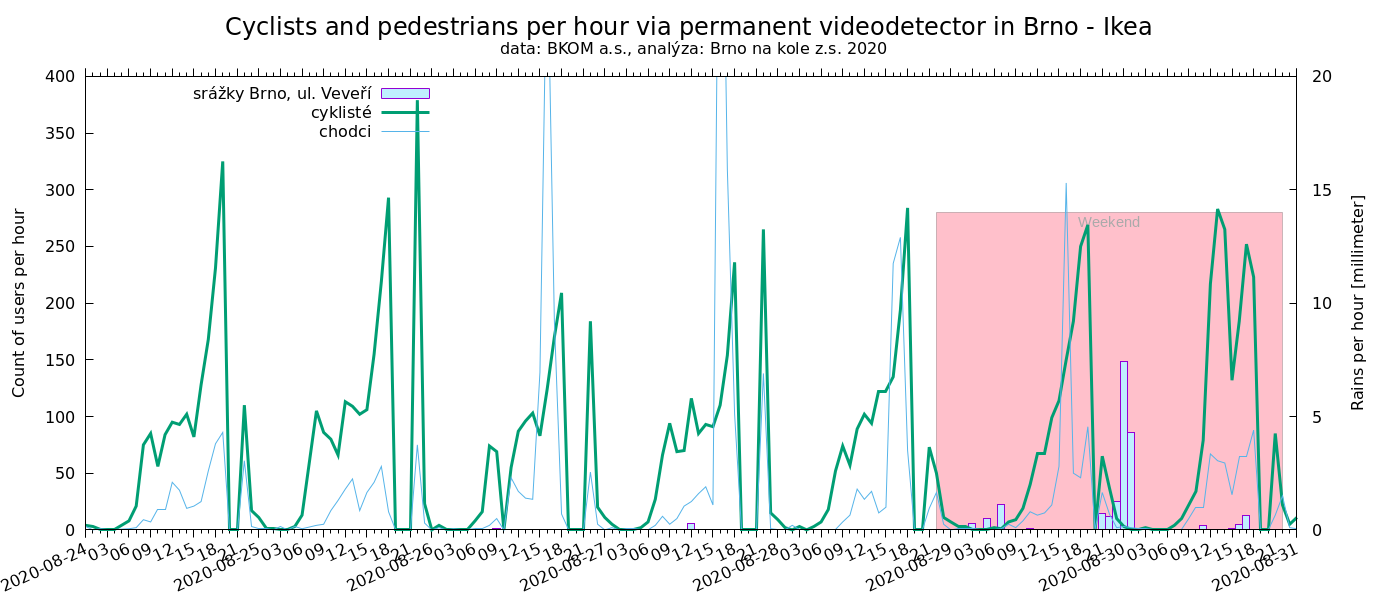 Cyclists and pedestrians per hour via permanent videodetector in Brno - Ikea
data: BKOM a.s., analýza: Brno na kole z.s. 2020
srážky Brno, ul. Veveří
cyklisté
chodci
Weekend
Count of users per hour
400
350
300
250
200
150
100
50
0
Rains per hour [millimeter]
20
15
10
5
0
2020-08-24 03 06 09 12 15 18 21 2020-08-25 03 06 09 12 15 18 21 2020-08-26 03 06 09 12 15 18 21 2020-08-27 03 06 09 12 15 18 21 2020-08-28 03 06 09 12 15 18 21 2020-08-29 03 06 09 12 15 18 21 2020-08-30 03 06 09 12 15 18 21 2020-08-31